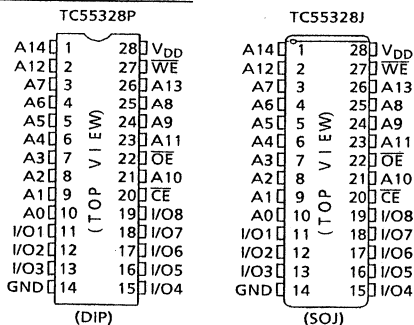 TC55328P
A14 1 28 VDD
A12 2 27 W̅E̅
A7 3 26 A13
A6 4 25 A8
A5 5 24 A9
A4 6 23 A11
A3 7 22 O̅E̅
A2 8 21 A10
A1 9 20 C̅E̅
A0 10 19 I/O8
I/O1 11 18 I/O7
I/O2 12 17 I/O6
I/O3 13 16 I/O5
GND 14 15 I/O4
(TOP VIEW)
(DIP)
TC55328J
A14 1 28 VDD
A12 2 27 W̅E̅
A7 3 26 A13
A6 4 25 A8
A5 5 24 A9
A4 6 23 A11
A3 7 22 O̅E̅
A2 8 21 A10
A1 9 20 C̅E̅
A0 10 19 I/O8
I/O1 11 18 I/O7
I/O2 12 17 I/O6
I/O3 13 16 I/O5
GND 14 15 I/O4
(TOP VIEW)
(SOJ)